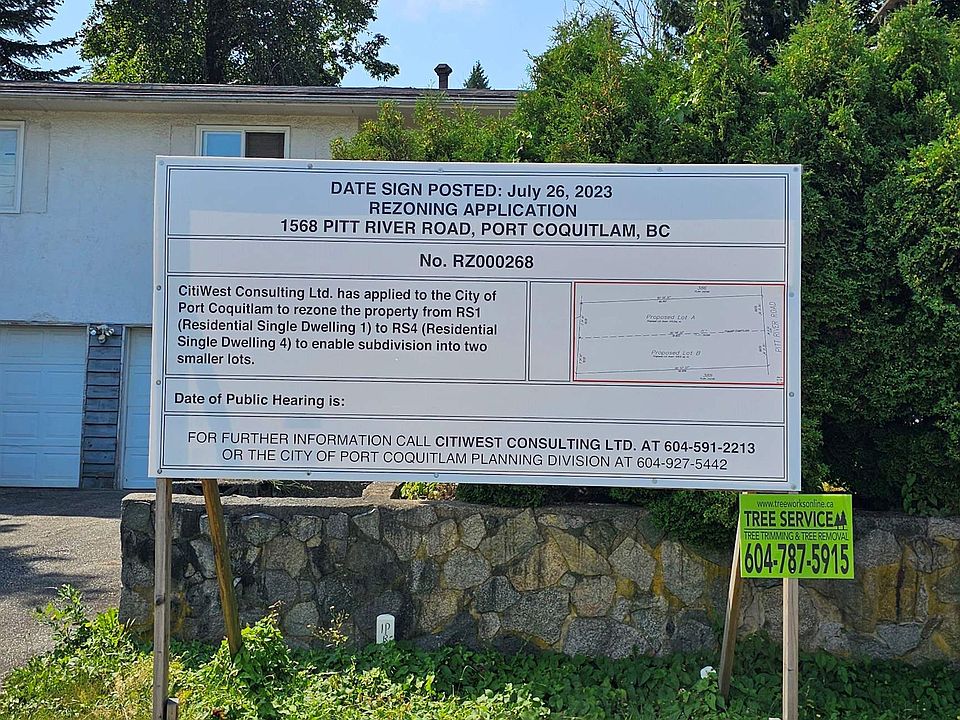 DATE SIGN POSTED: July 26, 2023
REZONING APPLICATION
1568 PITT RIVER ROAD, PORT COQUITLAM, BC
No. RZ000268
CitiWest Consulting Ltd. has applied to the City of
Port Coquitlam to rezone the property from RS1
(Residential Single Dwelling 1) to RS4 (Residential
Single Dwelling 4) to enable subdivision into two
smaller lots.
386
Proposed Lot A
Proposed Lot B
PITT RIVER ROAD
Date of Public Hearing is:
FOR FURTHER INFORMATION CALL CITIWEST CONSULTING LTD. AT 604-591-2213
OR THE CITY OF PORT COQUITLAM PLANNING DIVISION AT 604-927-5442
www.treeworksonline.ca
TREE SERVICE
TREE TRIMMING & TREE REMOVAL
604-787-5915